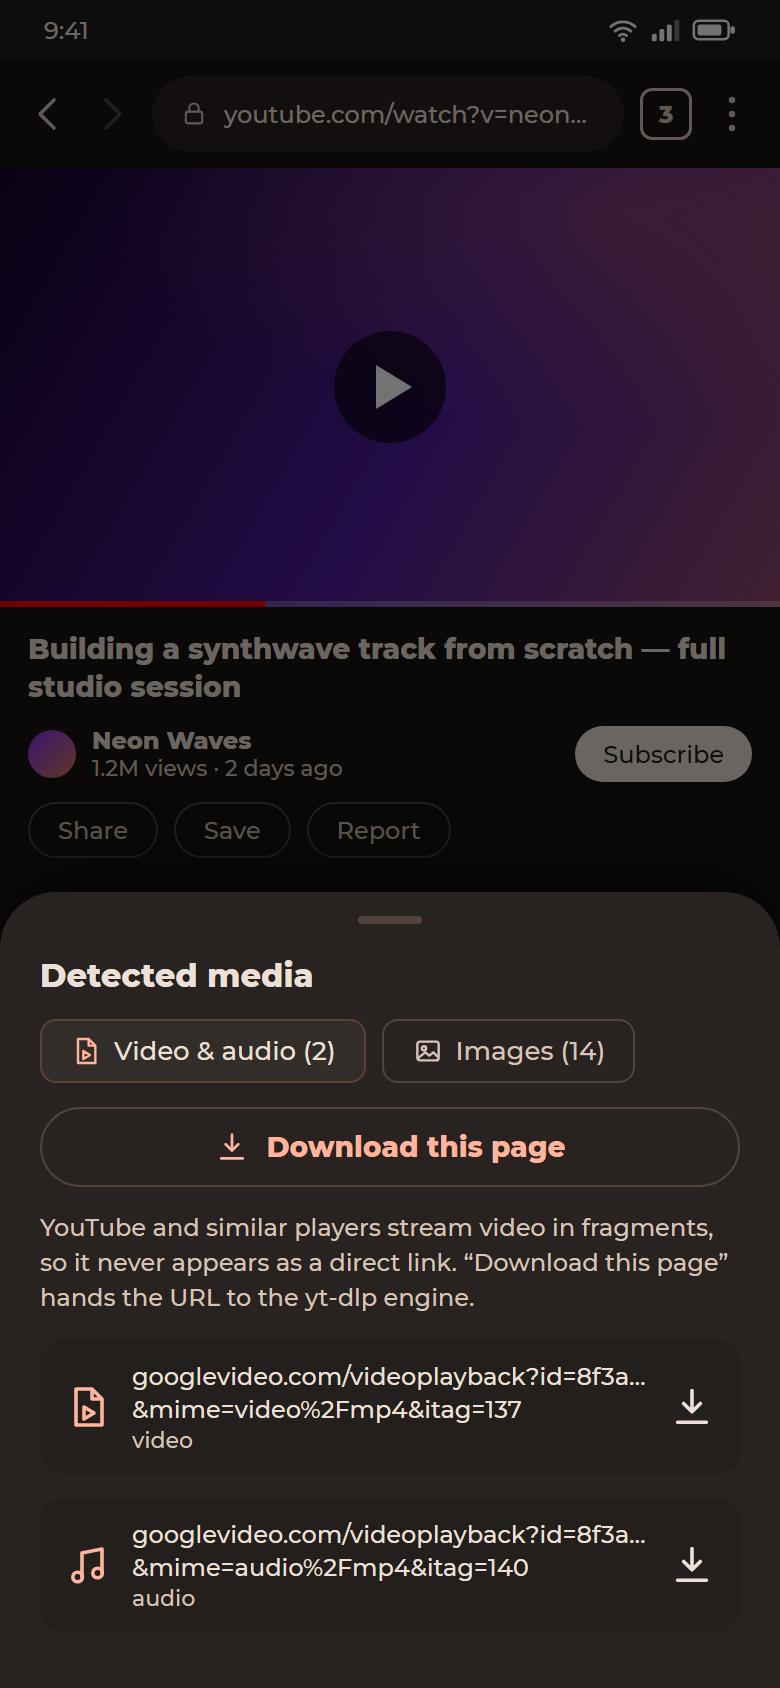 9:41
youtube.com/watch?v=neon...
3
Building a synthwave track from scratch — full
studio session
Neon Waves
1.2M views · 2 days ago
Subscribe
Share
Save
Report
Detected media
Video & audio (2)
Images (14)
Download this page
YouTube and similar players stream video in fragments,
so it never appears as a direct link. “Download this page”
hands the URL to the yt-dlp engine.
googlevideo.com/videoplayback?id=8f3a...
&mime=video%2Fmp4&itag=137
video
googlevideo.com/videoplayback?id=8f3a...
&mime=audio%2Fmp4&itag=140
audio